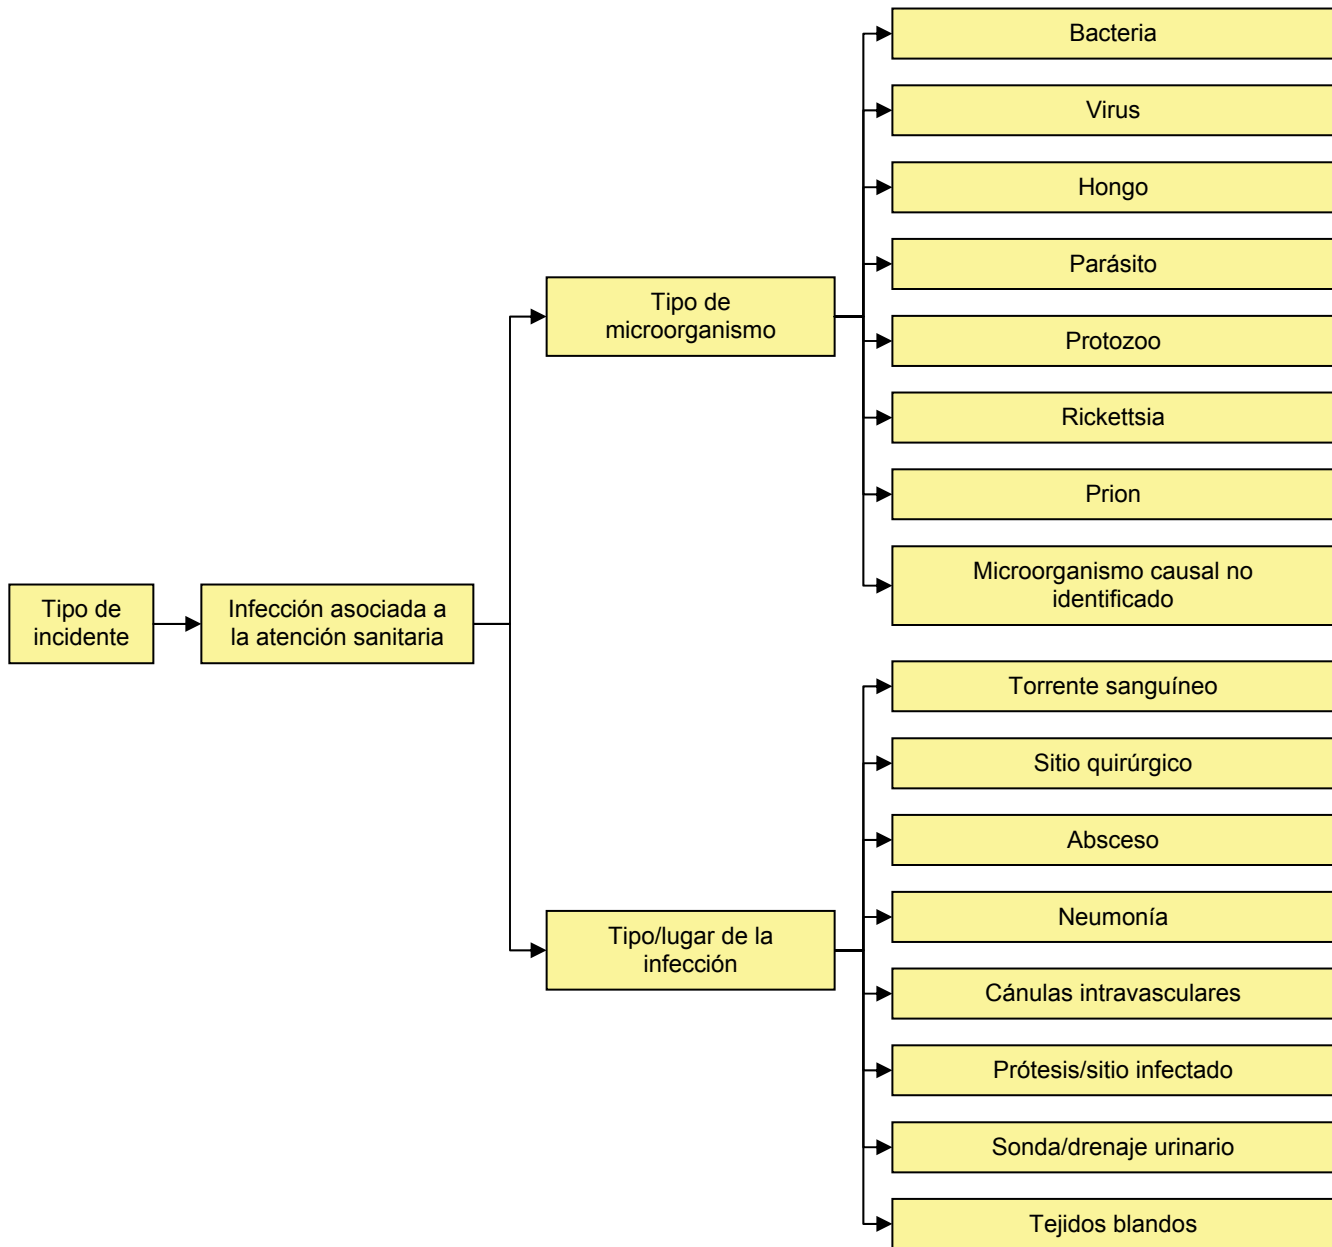 Tipo de
incidente
Infección asociada a
la atención sanitaria
Tipo de
microorganismo
Bacteria
Virus
Hongo
Parásito
Protozoo
Rickettsia
Prion
Microorganismo causal no
identificado
Tipo/lugar de la
infección
Torrente sanguíneo
Sitio quirúrgico
Absceso
Neumonía
Cánulas intravasculares
Prótesis/sitio infectado
Sonda/drenaje urinario
Tejidos blandos